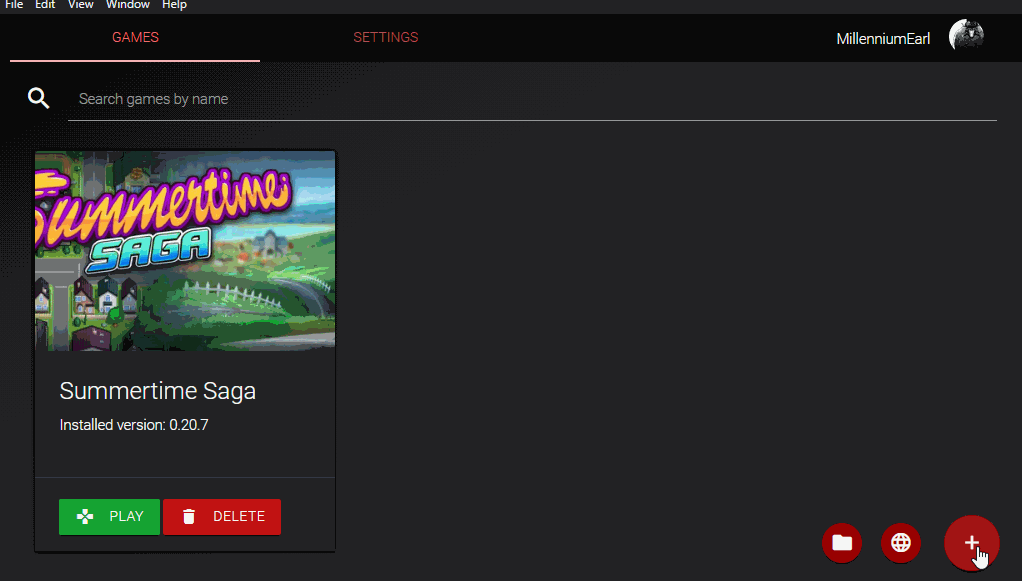 File Edit View Window Help
GAMES SETTINGS MillenniumEarl
Search games by name
Summertime
SAGA
Summertime Saga
Installed version: 0.20.7
PLAY DELETE